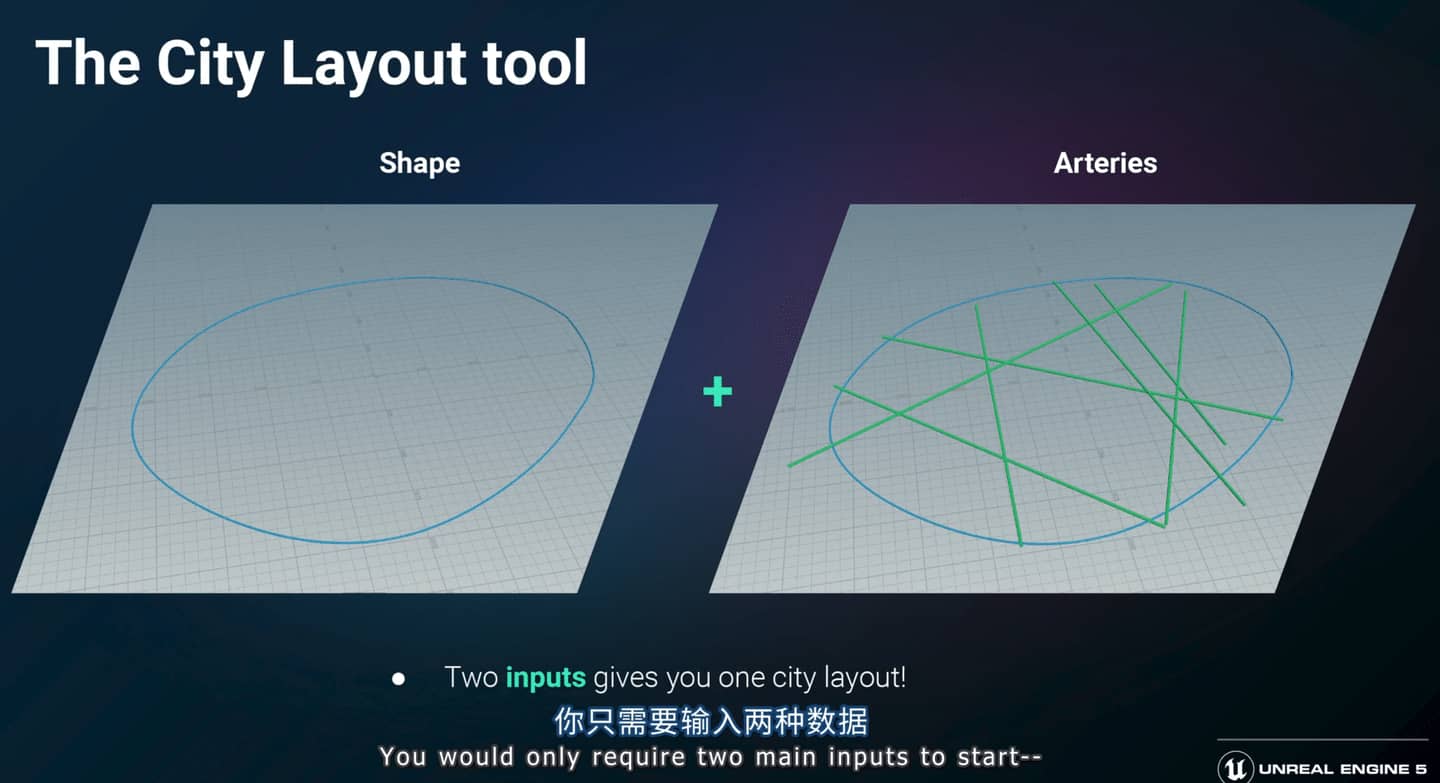 The City Layout tool
Shape
Arteries
+
• Two inputs gives you one city layout!
你只需要输入两种数据
You would only require two main inputs to start--
UNREAL ENGINE 5